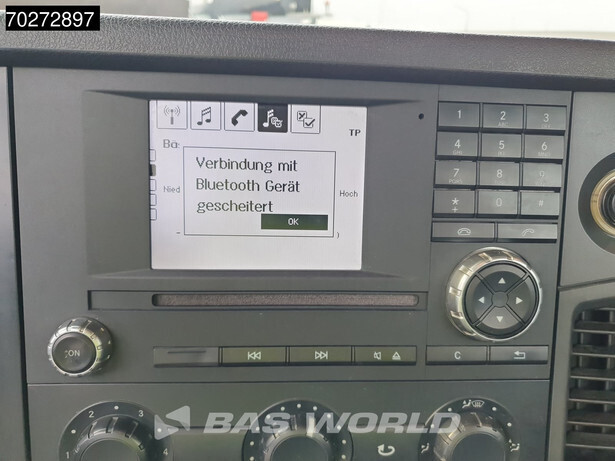 70272897
TP
Ba
Verbindung mit
Bluetooth Gerät
gescheitert
OK
Nied
Hoch
1 2 3
4 5 6
7 8 9
* 0 #
ON
C
BAS WORLD